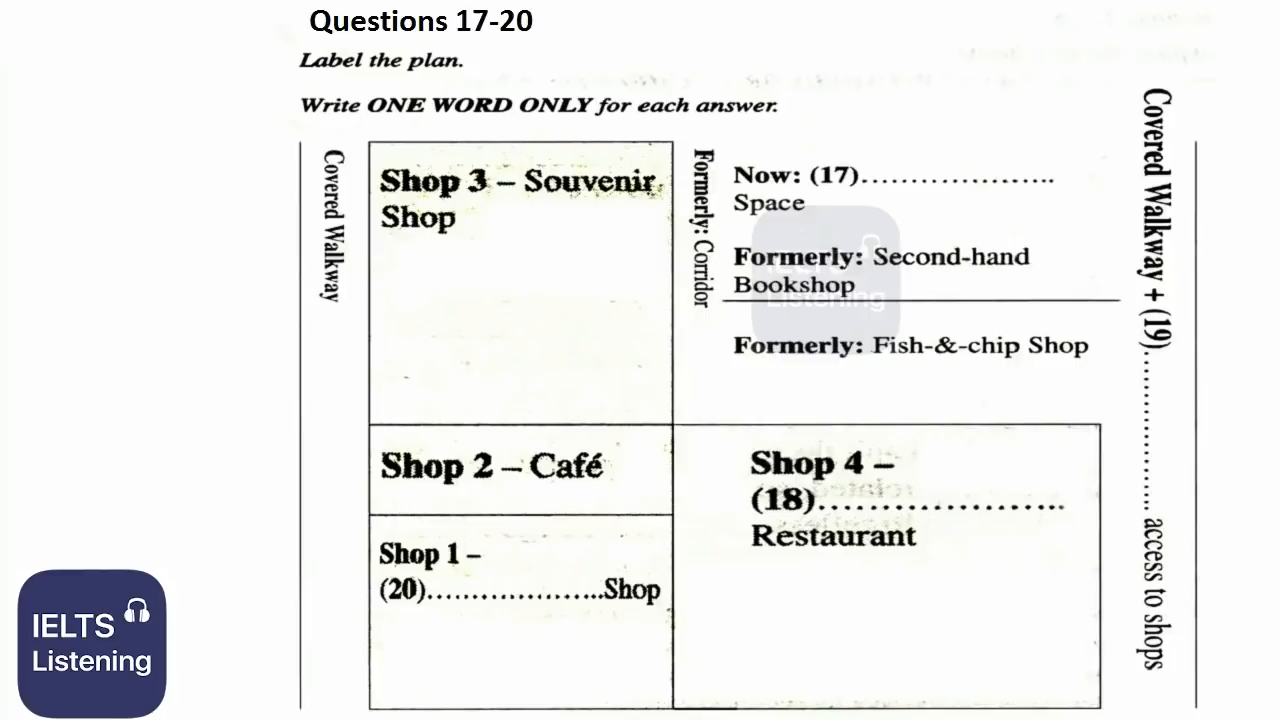 Questions 17-20
Label the plan.
Write ONE WORD ONLY for each answer.
Covered Walkway
Shop 3 – Souvenir
Shop
Formerly: Corridor
Now: (17)....................
Space
Formerly: Second-hand
Bookshop
Formerly: Fish-&-chip Shop
Covered Walkway + (19).................... access to shops
Shop 2 – Café
Shop 4 –
(18)....................
Restaurant
Shop 1 –
(20)....................Shop
IELTS
Listening
IELTS
Listening